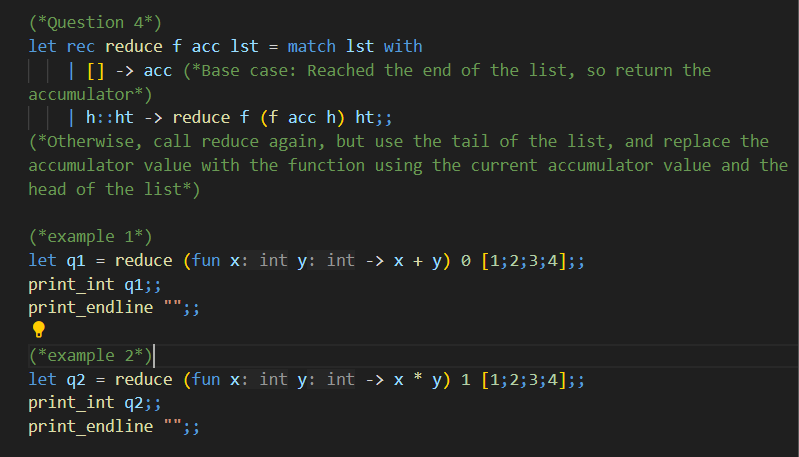 (*Question 4*)
let rec reduce f acc lst = match lst with
| [] -> acc (*Base case: Reached the end of the list, so return the
accumulator*)
| h::ht -> reduce f (f acc h) ht;;
(*Otherwise, call reduce again, but use the tail of the list, and replace the
accumulator value with the function using the current accumulator value and the
head of the list*)
(*example 1*)
let q1 = reduce (fun x: int y: int -> x + y) 0 [1;2;3;4];;
print_int q1;;
print_endline "";;
(*example 2*)
let q2 = reduce (fun x: int y: int -> x * y) 1 [1;2;3;4];;
print_int q2;;
print_endline "";;